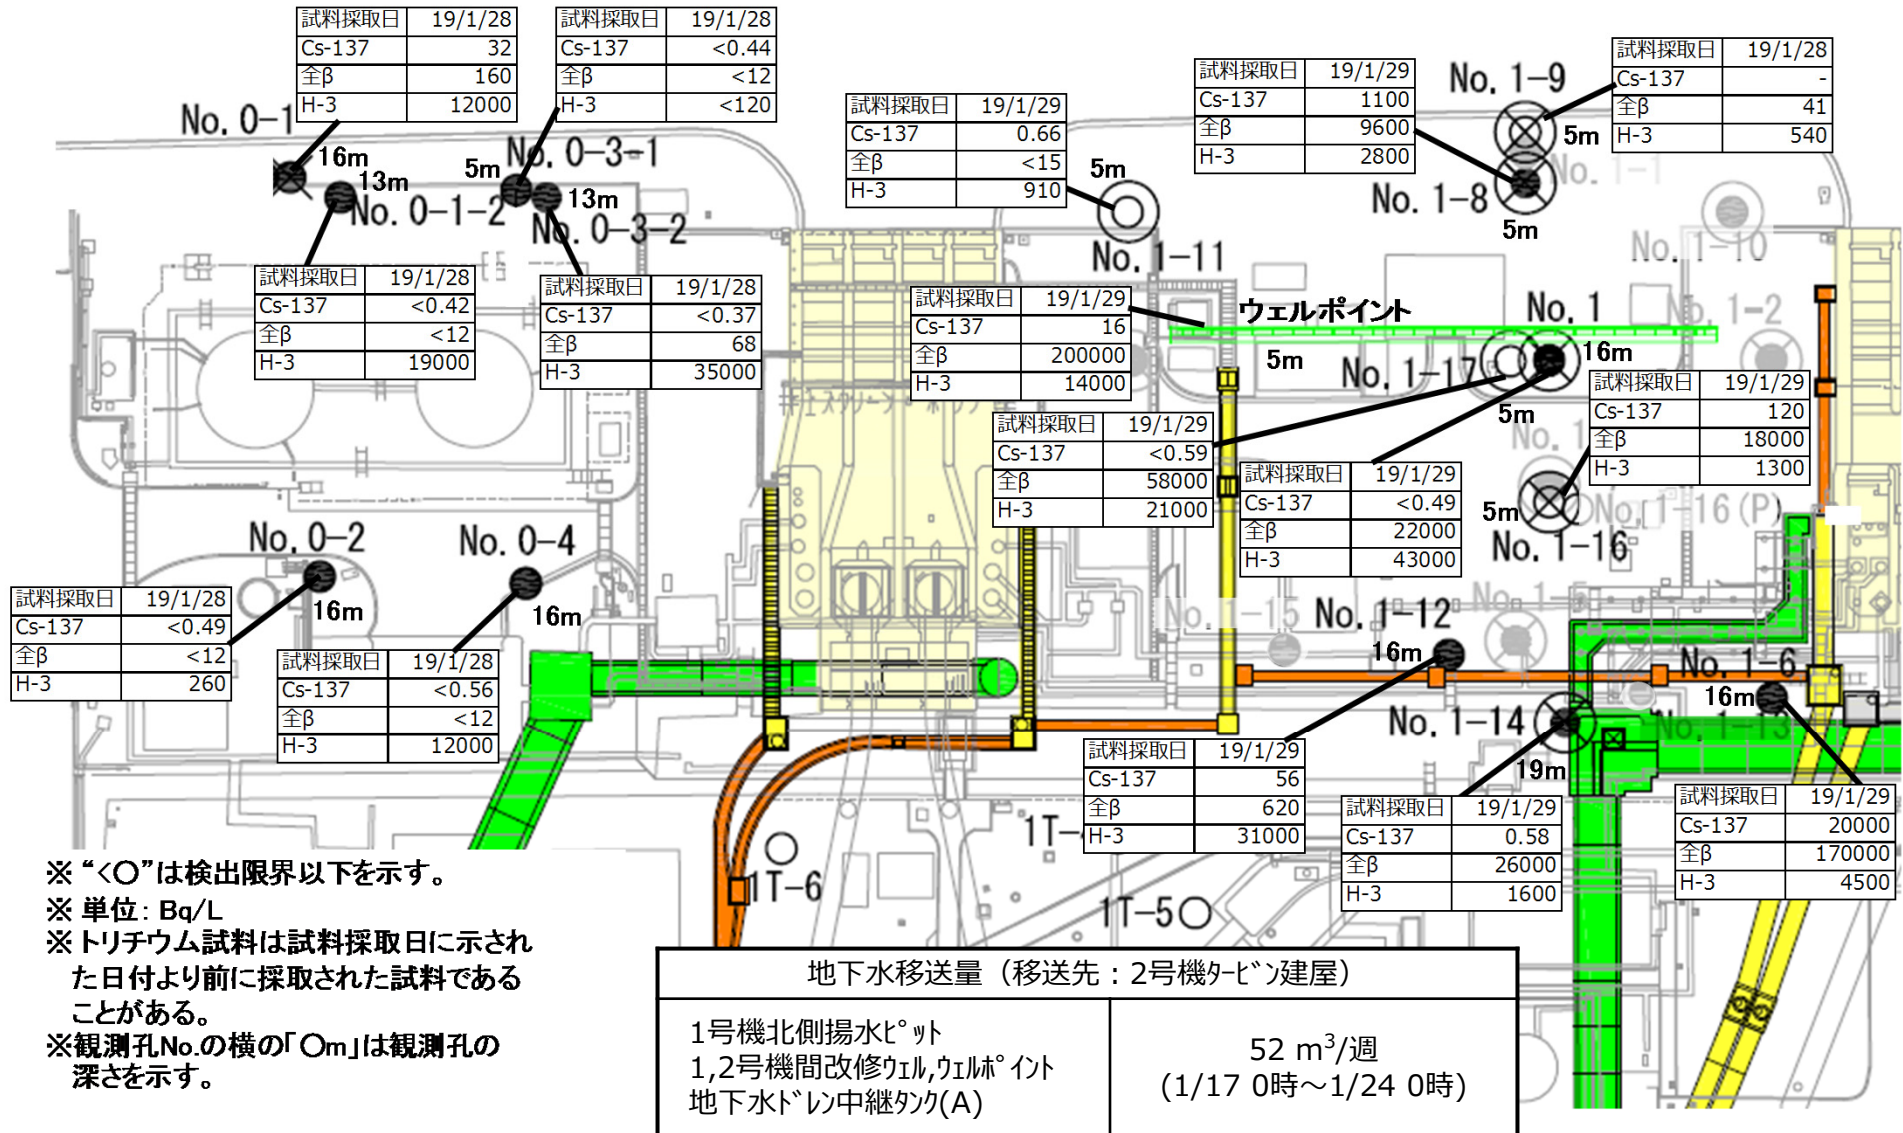 試料採取日 19/1/28
Cs-137 32
全β 160
H-3 12000
試料採取日 19/1/28
Cs-137 <0.44
全β <12
H-3 <120
試料採取日 19/1/29
Cs-137 0.66
全β <15
H-3 910
試料採取日 19/1/29
Cs-137 1100
全β 9600
H-3 2800
試料採取日 19/1/28
Cs-137 -
全β 41
H-3 540
No. 0-1
16m
13m
No. 0-1-2
5m
No. 0-3-1
13m
No. 0-3-2
5m
No. 1-11
No. 1-9
5m
No. 1-8
5m
No. 1-1
No. 1-10
試料採取日 19/1/28
Cs-137 <0.42
全β <12
H-3 19000
試料採取日 19/1/28
Cs-137 <0.37
全β 68
H-3 35000
試料採取日 19/1/29
Cs-137 16
全β 200000
H-3 14000
ウェルポイント
5m
No. 1
16m
No. 1-2
No. 1-17
5m
試料採取日 19/1/29
Cs-137 <0.59
全β 58000
H-3 21000
試料採取日 19/1/29
Cs-137 <0.49
全β 22000
H-3 43000
試料採取日 19/1/29
Cs-137 120
全β 18000
H-3 1300
5m
No. 1-16(P)
No. 1-16
No. 0-2
16m
No. 0-4
16m
試料採取日 19/1/28
Cs-137 <0.49
全β <12
H-3 260
試料採取日 19/1/28
Cs-137 <0.56
全β <12
H-3 12000
No. 1-15
No. 1-12
16m
No. 1-5
No. 1-6
16m
No. 1-14
19m
No. 1-13
試料採取日 19/1/29
Cs-137 56
全β 620
H-3 31000
試料採取日 19/1/29
Cs-137 0.58
全β 26000
H-3 1600
試料採取日 19/1/29
Cs-137 20000
全β 170000
H-3 4500
1T-6
1T-5
※ “<○”は検出限界以下を示す。
※ 単位: Bq/L
※ トリチウム試料は試料採取日に示され
た日付より前に採取された試料である
ことがある。
※観測孔No.の横の「○m」は観測孔の
深さを示す。
地下水移送量（移送先：2号機ﾀｰﾋﾞﾝ建屋）
1号機北側揚水ﾋﾟｯﾄ
1,2号機間改修ｳｪﾙ,ｳｪﾙﾎﾟｲﾝﾄ
地下水ﾄﾞﾚﾝ中継ﾀﾝｸ(A)
52 m³/週
(1/17 0時～1/24 0時)